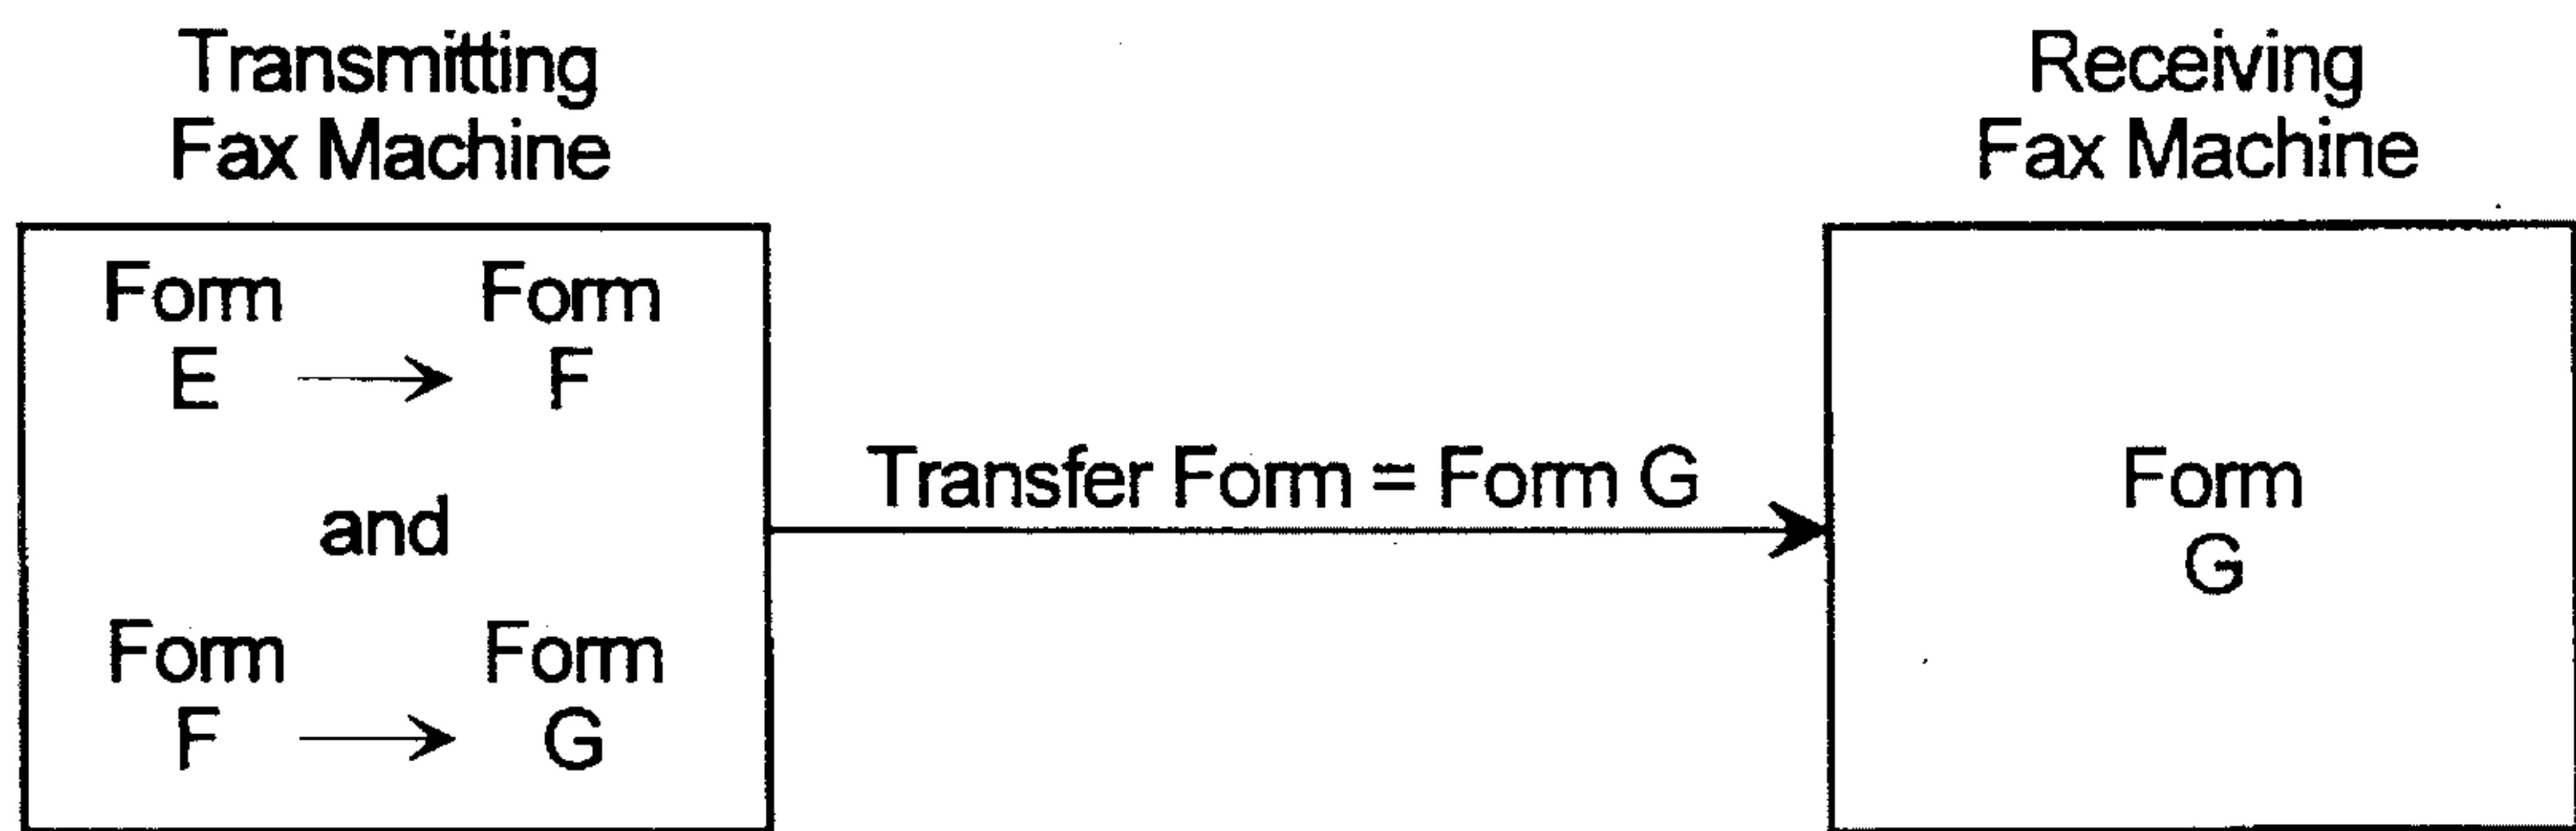 Transmitting
Fax Machine
Receiving
Fax Machine
Form Form
E F
and
Form Form
F G
Transfer Form = Form G
Form
G